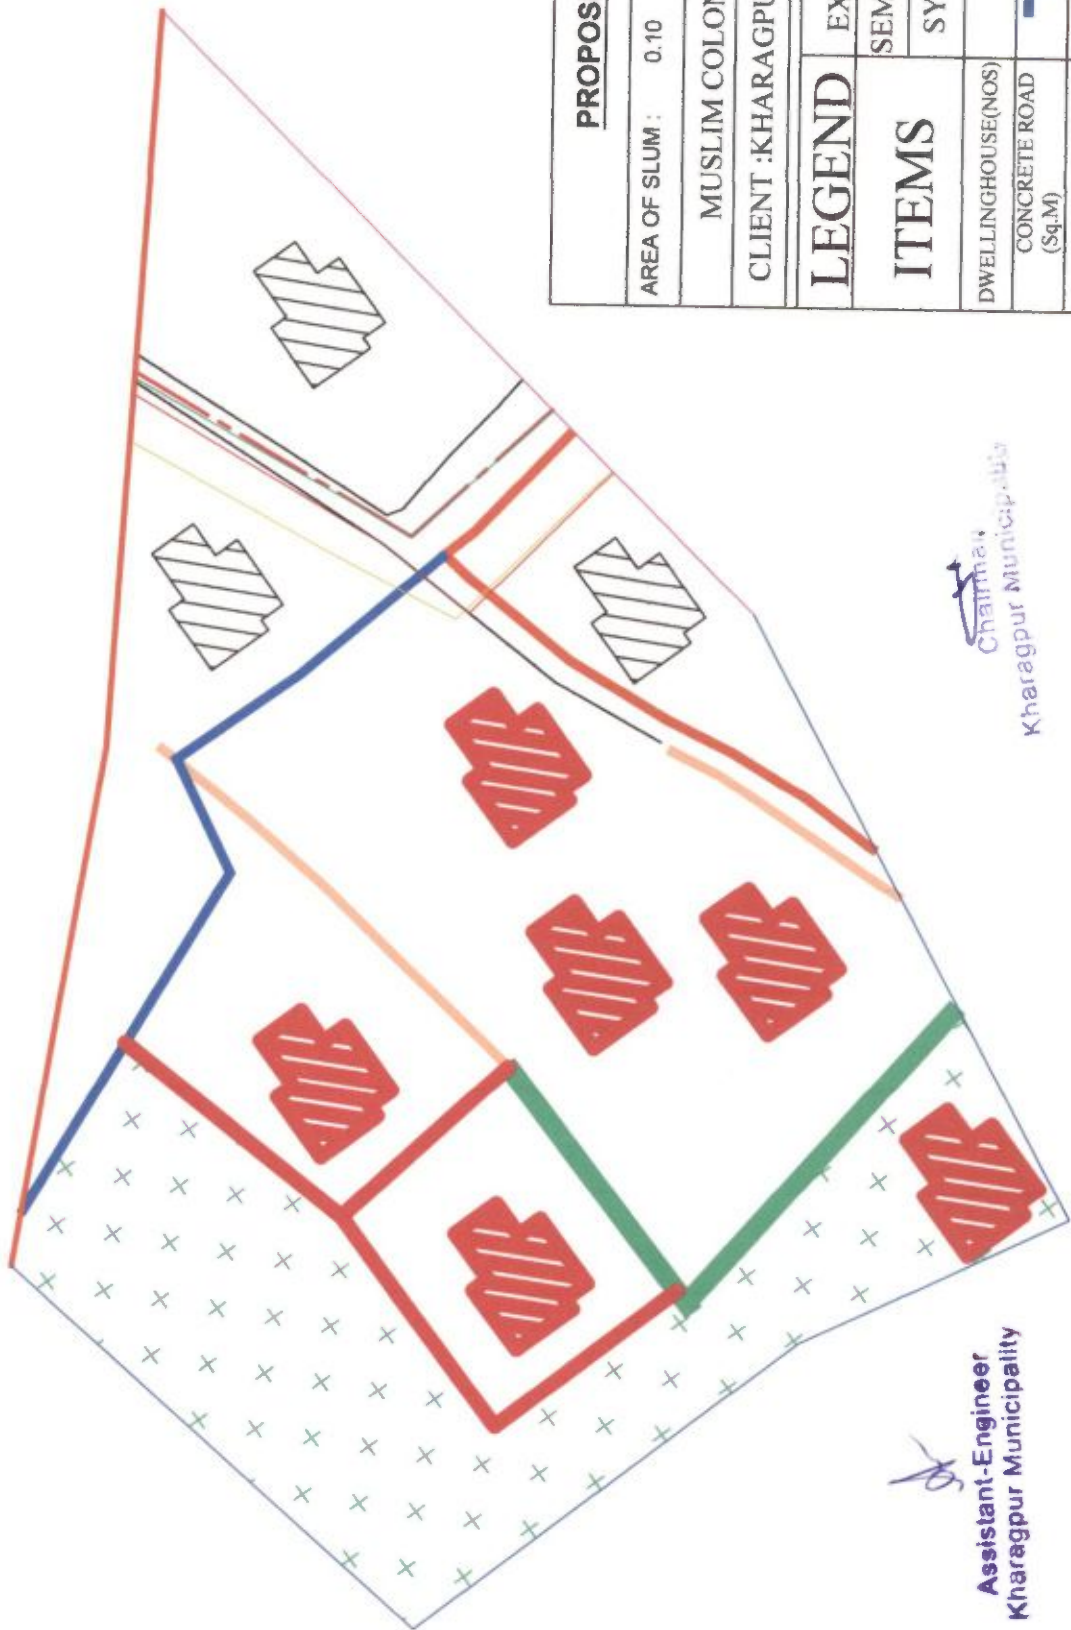 PROPOS
AREA OF SLUM : 0.10
MUSLIM COLON
CLIENT :KHARAGPU
LEGEND EX
ITEMS SEM
SY
DWELLINGHOUSE(NOS)
CONCRETE ROAD
(Sq.M)
Chairman
Kharagpur Municipality
Assistant-Engineer
Kharagpur Municipality